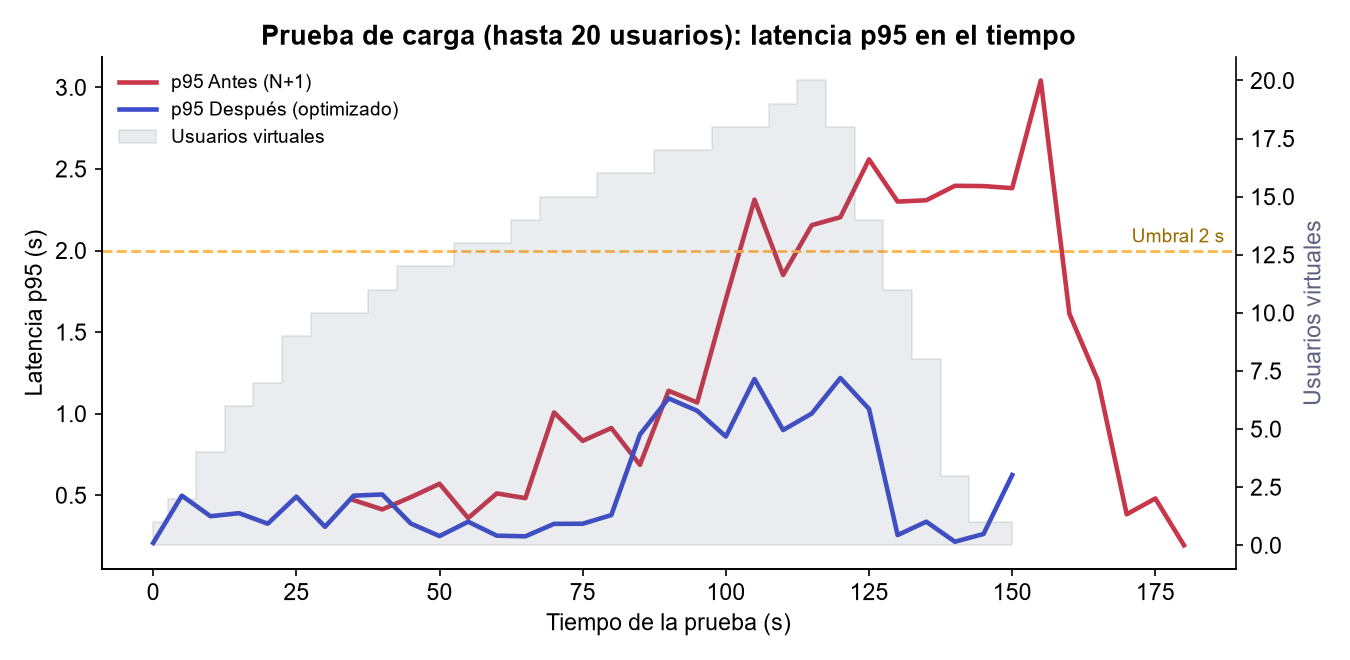 Prueba de carga (hasta 20 usuarios): latencia p95 en el tiempo
p95 Antes (N+1)
p95 Después (optimizado)
Usuarios virtuales
Umbral 2 s
Latencia p95 (s)
3.0
2.5
2.0
1.5
1.0
0.5
20.0
17.5
15.0
12.5
10.0
7.5
5.0
2.5
0.0
Usuarios virtuales
0 25 50 75 100 125 150 175
Tiempo de la prueba (s)